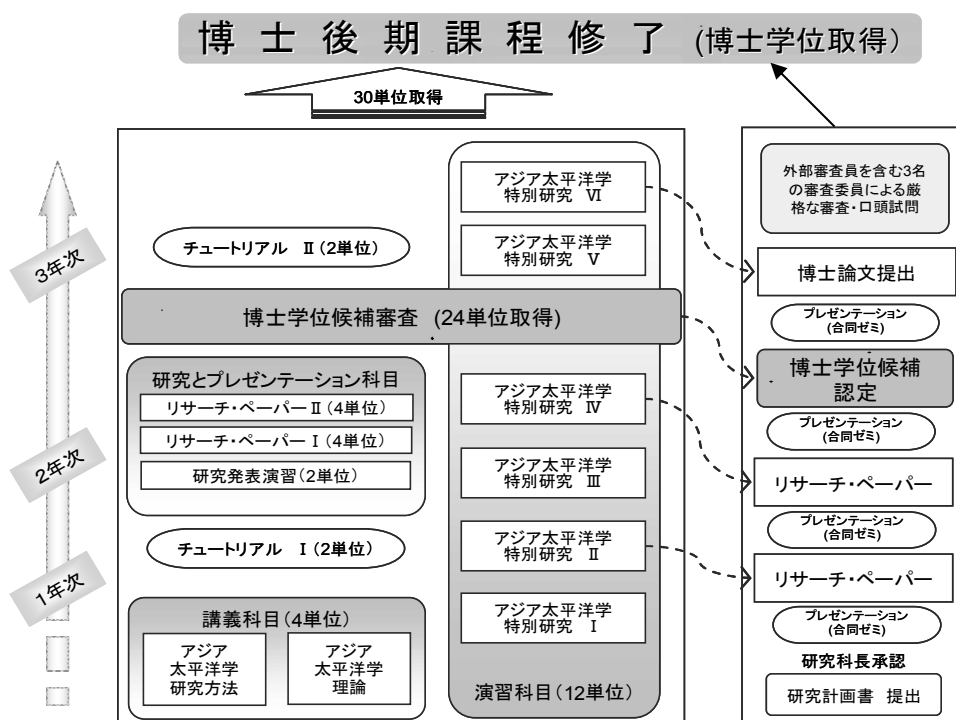 博士後期課程修了 (博士学位取得)
30単位取得
3年次
2年次
1年次
チュートリアル Ⅱ (2単位)
博士学位候補審査 (24単位取得)
研究とプレゼンテーション科目
リサーチ・ペーパー Ⅱ (4単位)
リサーチ・ペーパー Ⅰ (4単位)
研究発表演習 (2単位)
チュートリアル Ⅰ (2単位)
講義科目 (4単位)
アジア
太平洋学
研究方法
アジア
太平洋学
理論
アジア太平洋学
特別研究 Ⅵ
アジア太平洋学
特別研究 Ⅴ
アジア太平洋学
特別研究 Ⅳ
アジア太平洋学
特別研究 Ⅲ
アジア太平洋学
特別研究 Ⅱ
アジア太平洋学
特別研究 Ⅰ
演習科目 (12単位)
外部審査員を含む3名
の審査委員による厳
格な審査・口頭試問
博士論文提出
プレゼンテーション
(合同ゼミ)
博士学位候補
認定
プレゼンテーション
(合同ゼミ)
リサーチ・ペーパー
プレゼンテーション
(合同ゼミ)
リサーチ・ペーパー
プレゼンテーション
(合同ゼミ)
研究科長承認
研究計画書 提出